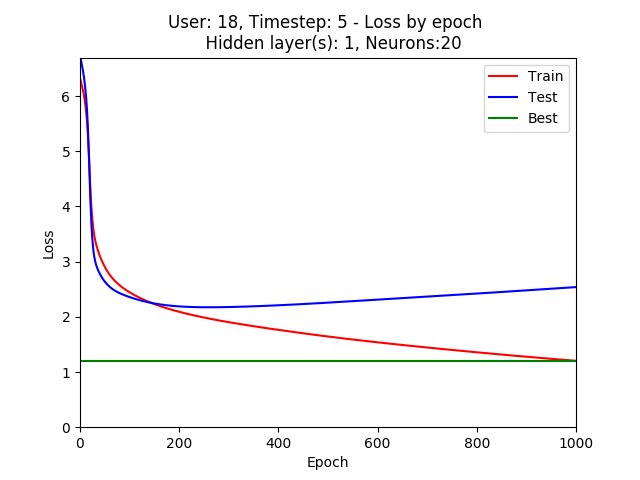 User: 18, Timestep: 5 - Loss by epoch
Hidden layer(s): 1, Neurons:20
Train
Test
Best
6
5
4
3
2
1
0
Loss
0
200
400
600
800
1000
Epoch